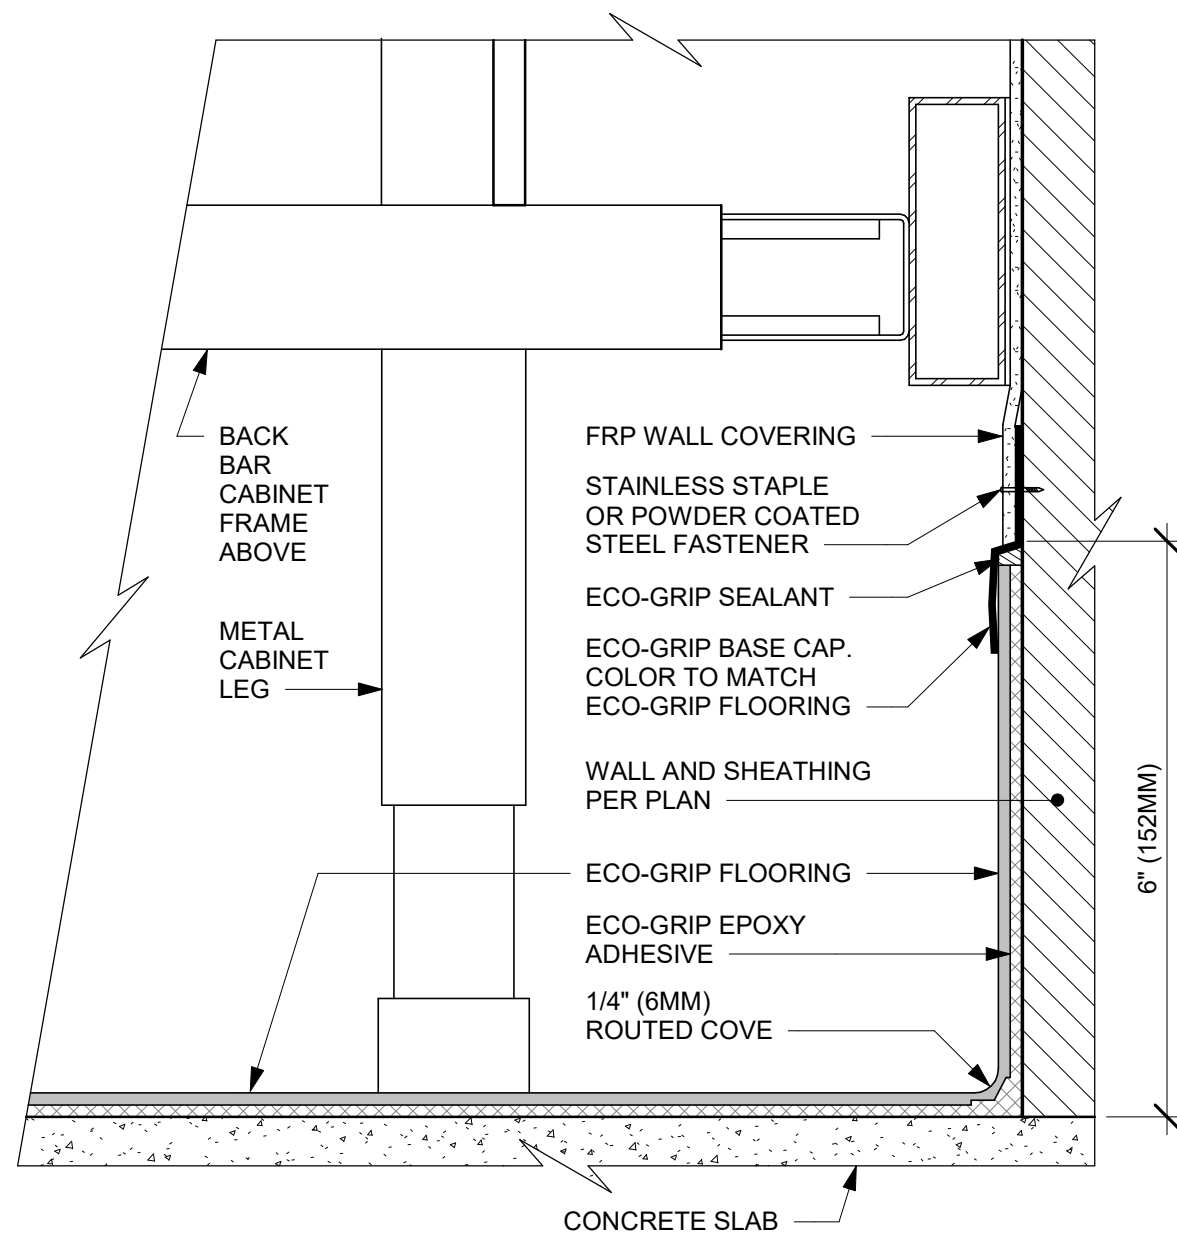 BACK
BAR
CABINET
FRAME
ABOVE
METAL
CABINET
LEG
FRP WALL COVERING
STAINLESS STAPLE
OR POWDER COATED
STEEL FASTENER
ECO-GRIP SEALANT
ECO-GRIP BASE CAP.
COLOR TO MATCH
ECO-GRIP FLOORING
WALL AND SHEATHING
PER PLAN
ECO-GRIP FLOORING
ECO-GRIP EPOXY
ADHESIVE
1/4" (6MM)
ROUTED COVE
6" (152MM)
CONCRETE SLAB